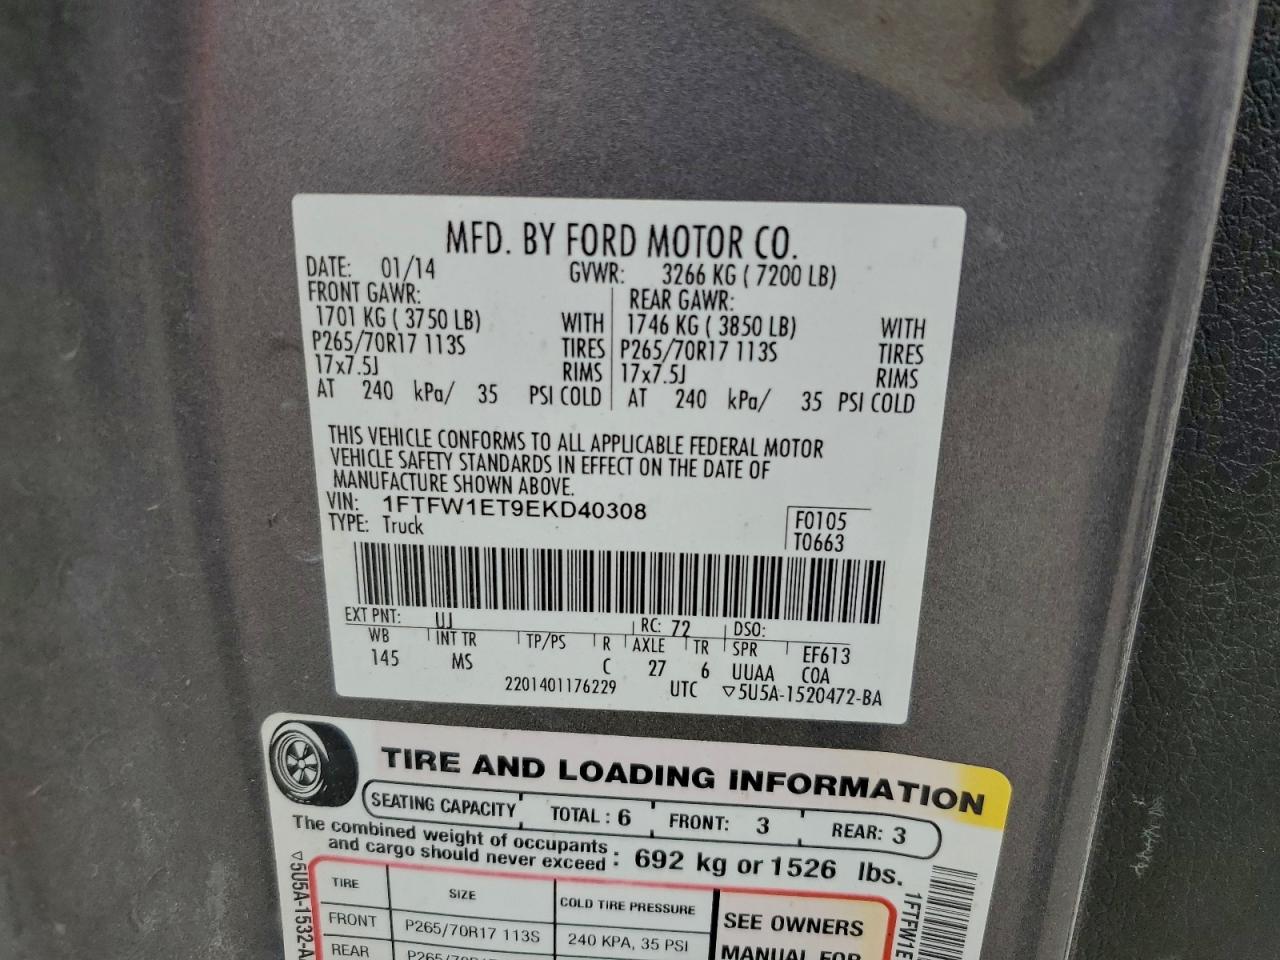 MFD. BY FORD MOTOR CO.
DATE: 01/14 GVWR: 3266 KG ( 7200 LB)
FRONT GAWR: REAR GAWR:
1701 KG ( 3750 LB) WITH 1746 KG ( 3850 LB) WITH
P265/70R17 113S TIRES P265/70R17 113S TIRES
17x7.5J RIMS 17x7.5J RIMS
AT 240 kPa/ 35 PSI COLD AT 240 kPa/ 35 PSI COLD
THIS VEHICLE CONFORMS TO ALL APPLICABLE FEDERAL MOTOR
VEHICLE SAFETY STANDARDS IN EFFECT ON THE DATE OF
MANUFACTURE SHOWN ABOVE.
VIN: 1FTFW1ET9EKD40308 F0105
TYPE: Truck T0663
EXT PNT: UJ RC: 72 DSO:
WB INT TR TP/PS R AXLE TR SPR EF613
145 MS C 27 6 UUAA COA
2201401176229 UTC ▽5U5A-1520472-BA
TIRE AND LOADING INFORMATION
SEATING CAPACITY TOTAL : 6 FRONT: 3 REAR: 3
The combined weight of occupants
and cargo should never exceed : 692 kg or 1526 lbs.
TIRE SIZE COLD TIRE PRESSURE SEE OWNERS
FRONT P265/70R17 113S 240 KPA, 35 PSI MANUAL FOR
REAR
▽5U5A-1532-A
1FTFW1E